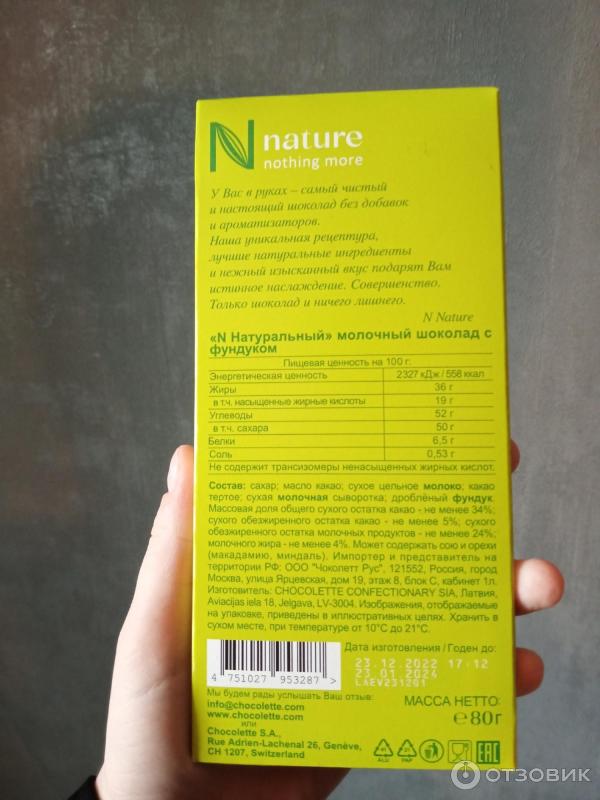 N nature
nothing more
У Вас в руках – самый чистый
и настоящий шоколад без добавок
и ароматизаторов.
Наша уникальная рецептура,
лучшие натуральные ингредиенты
и нежный изысканный вкус подарят Вам
истинное наслаждение. Совершенство.
Только шоколад и ничего лишнего.
N Nature
«N Натуральный» молочный шоколад с
фундуком
Пищевая ценность на 100 г:
Энергетическая ценность 2327 кДж / 558 ккал
Жиры 36 г
в т.ч. насыщенные жирные кислоты 19 г
Углеводы 52 г
в т.ч. сахара 50 г
Белки 6,5 г
Соль 0,53 г
Не содержит трансизомеры ненасыщенных жирных кислот.
Состав: сахар; масло какао; сухое цельное молоко; какао
тертое; сухая молочная сыворотка; дроблёный фундук.
Массовая доля общего сухого остатка какао - не менее 34%;
сухого обезжиренного остатка какао - не менее 5%; сухого
обезжиренного остатка молочных продуктов - не менее 24%;
молочного жира - не менее 4%. Может содержать сою и орехи
(макадамию, миндаль). Импортер и представитель на
территории РФ: ООО "Чоколетт Рус", 121552, Россия, город
Москва, улица Ярцевская, дом 19, этаж 8, блок С, кабинет 1л.
Изготовитель: CHOCOLETTE CONFECTIONARY SIA, Латвия,
Aviacijas iela 18, Jelgava, LV-3004. Изображения, отображаемые
на упаковке, приведены в иллюстративных целях. Хранить в
сухом месте, при температуре от 10°С до 21°С.
Дата изготовления / Годен до:
23.12.2022 17:12
23.01.2024
LAEV231201
4 751027 953287 >
Мы будем рады услышать Ваш отзыв:
info@chocolette.com
www.chocolette.com
или
Chocolette S.A.,
Rue Adrien-Lachenal 26, Genève,
CH 1207, Switzerland
МАССА НЕТТО:
℮80г
41
ALU
21
PAP
EAC
ОТЗОВИК